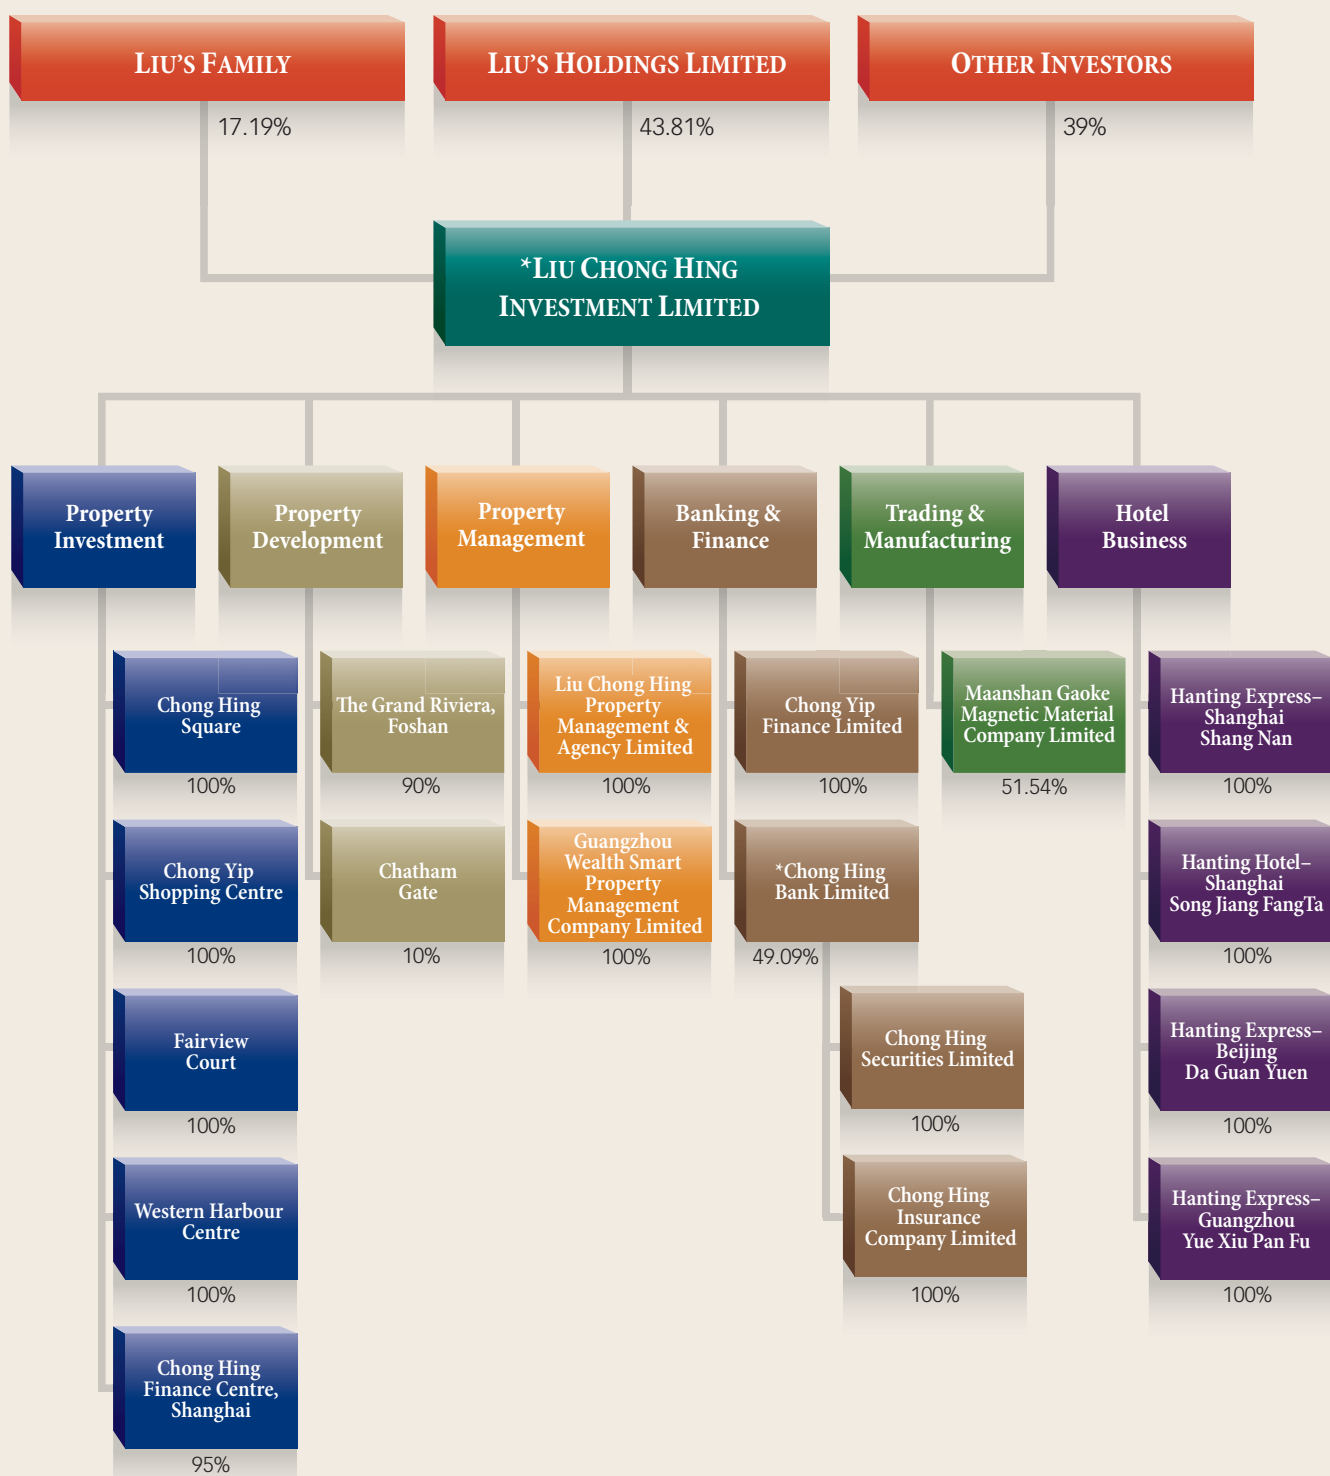 LIU'S FAMILY
LIU'S HOLDINGS LIMITED
OTHER INVESTORS
17.19%
43.81%
39%
*LIU CHONG HING
INVESTMENT LIMITED
Property
Investment
Property
Development
Property
Management
Banking &
Finance
Trading &
Manufacturing
Hotel
Business
Chong Hing
Square
100%
Chong Yip
Shopping Centre
100%
Fairview
Court
100%
Western Harbour
Centre
100%
Chong Hing
Finance Centre,
Shanghai
95%
The Grand Riviera,
Foshan
90%
Chatham
Gate
10%
Liu Chong Hing
Property
Management &
Agency Limited
100%
Guangzhou
Wealth Smart
Property
Management
Company Limited
100%
Chong Yip
Finance Limited
100%
*Chong Hing
Bank Limited
49.09%
Chong Hing
Securities Limited
100%
Chong Hing
Insurance
Company Limited
100%
Maanshan Gaoke
Magnetic Material
Company Limited
51.54%
Hanting Express–
Shanghai
Shang Nan
100%
Hanting Hotel–
Shanghai
Song Jiang FangTa
100%
Hanting Express–
Beijing
Da Guan Yuen
100%
Hanting Express–
Guangzhou
Yue Xiu Pan Fu
100%